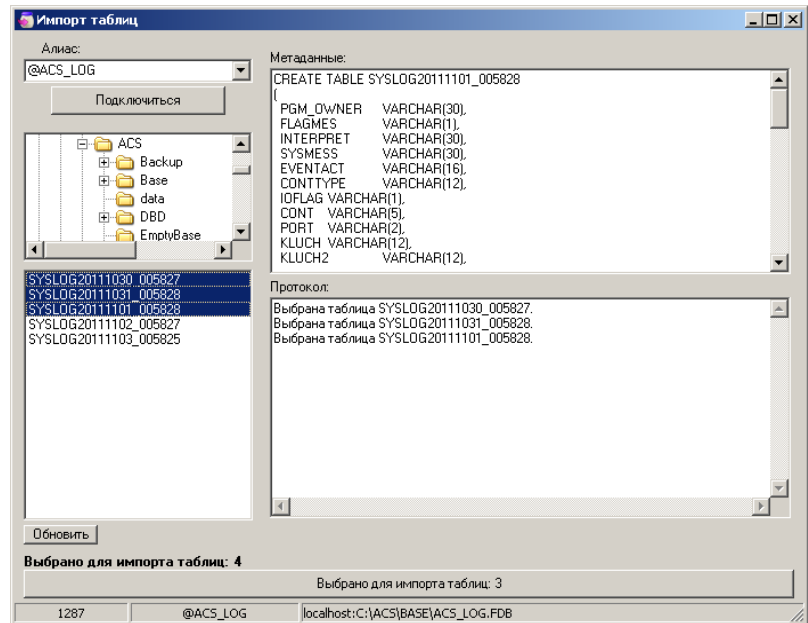 Импорт таблиц
Алиас:
@ACS_LOG
Подключиться
ACS
Backup
Base
data
DBD
EmptyBase
SYSLOG20111030_005827
SYSLOG20111031_005828
SYSLOG20111101_005828
SYSLOG20111102_005827
SYSLOG20111103_005825
Обновить
Метаданные:
CREATE TABLE SYSLOG20111101_005828
(
PGM_OWNER VARCHAR(30),
FLAGMES VARCHAR(1),
INTERPRET VARCHAR(30),
SYSMESS VARCHAR(30),
EVENTACT VARCHAR(16),
CONTTYPE VARCHAR(12),
IOFLAG VARCHAR(1),
CONT VARCHAR(5),
PORT VARCHAR(2),
KLUCH VARCHAR(12),
KLUCH2 VARCHAR(12),
Протокол:
Выбрана таблица SYSLOG20111030_005827.
Выбрана таблица SYSLOG20111031_005828.
Выбрана таблица SYSLOG20111101_005828.
Выбрано для импорта таблиц: 4
Выбрано для импорта таблиц: 3
1287 @ACS_LOG localhost:C:\ACS\BASE\ACS_LOG.FDB